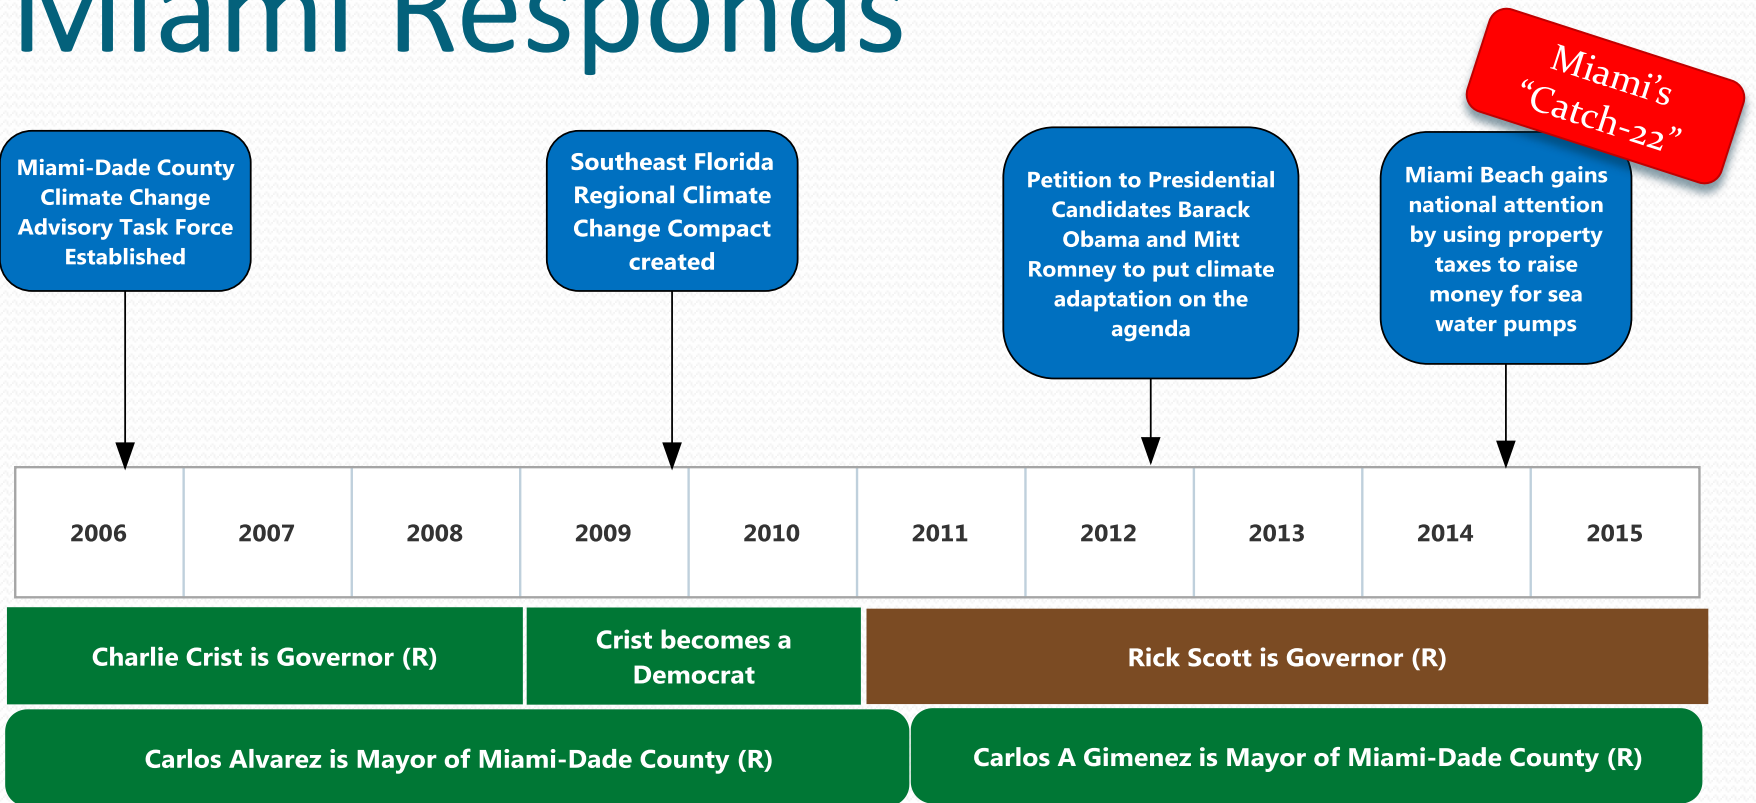 Miami Responds
Miami’s
“Catch-22”
Miami-Dade County
Climate Change
Advisory Task Force
Established
Southeast Florida
Regional Climate
Change Compact
created
Petition to Presidential
Candidates Barack
Obama and Mitt
Romney to put climate
adaptation on the
agenda
Miami Beach gains
national attention
by using property
taxes to raise
money for sea
water pumps
2006 2007 2008 2009 2010 2011 2012 2013 2014 2015
Charlie Crist is Governor (R)
Crist becomes a
Democrat
Rick Scott is Governor (R)
Carlos Alvarez is Mayor of Miami-Dade County (R)
Carlos A Gimenez is Mayor of Miami-Dade County (R)